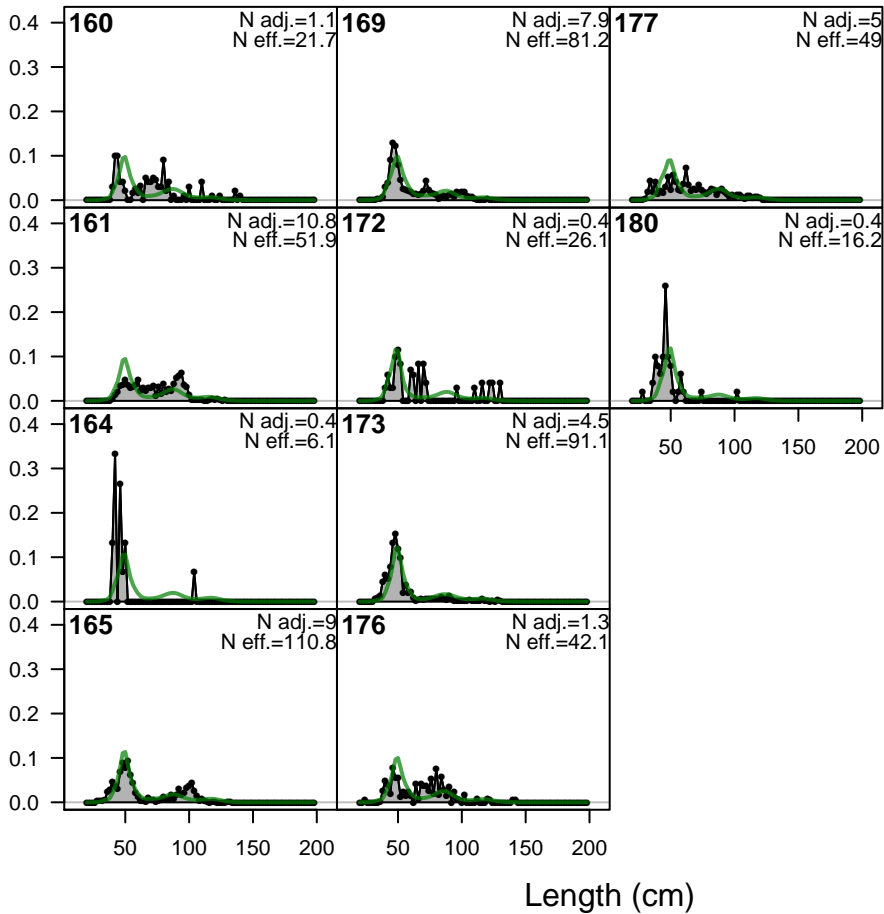 0.4
0.3
0.2
0.1
0.0
160
N adj.=1.1
N eff.=21.7
169
N adj.=7.9
N eff.=81.2
177
N adj.=5
N eff.=49
0.4
0.3
0.2
0.1
0.0
161
N adj.=10.8
N eff.=51.9
172
N adj.=0.4
N eff.=26.1
180
N adj.=0.4
N eff.=16.2
50 100 150 200
0.4
0.3
0.2
0.1
0.0
164
N adj.=0.4
N eff.=6.1
173
N adj.=4.5
N eff.=91.1
0.4
0.3
0.2
0.1
0.0
165
N adj.=9
N eff.=110.8
176
N adj.=1.3
N eff.=42.1
50 100 150 200
50 100 150 200
Length (cm)